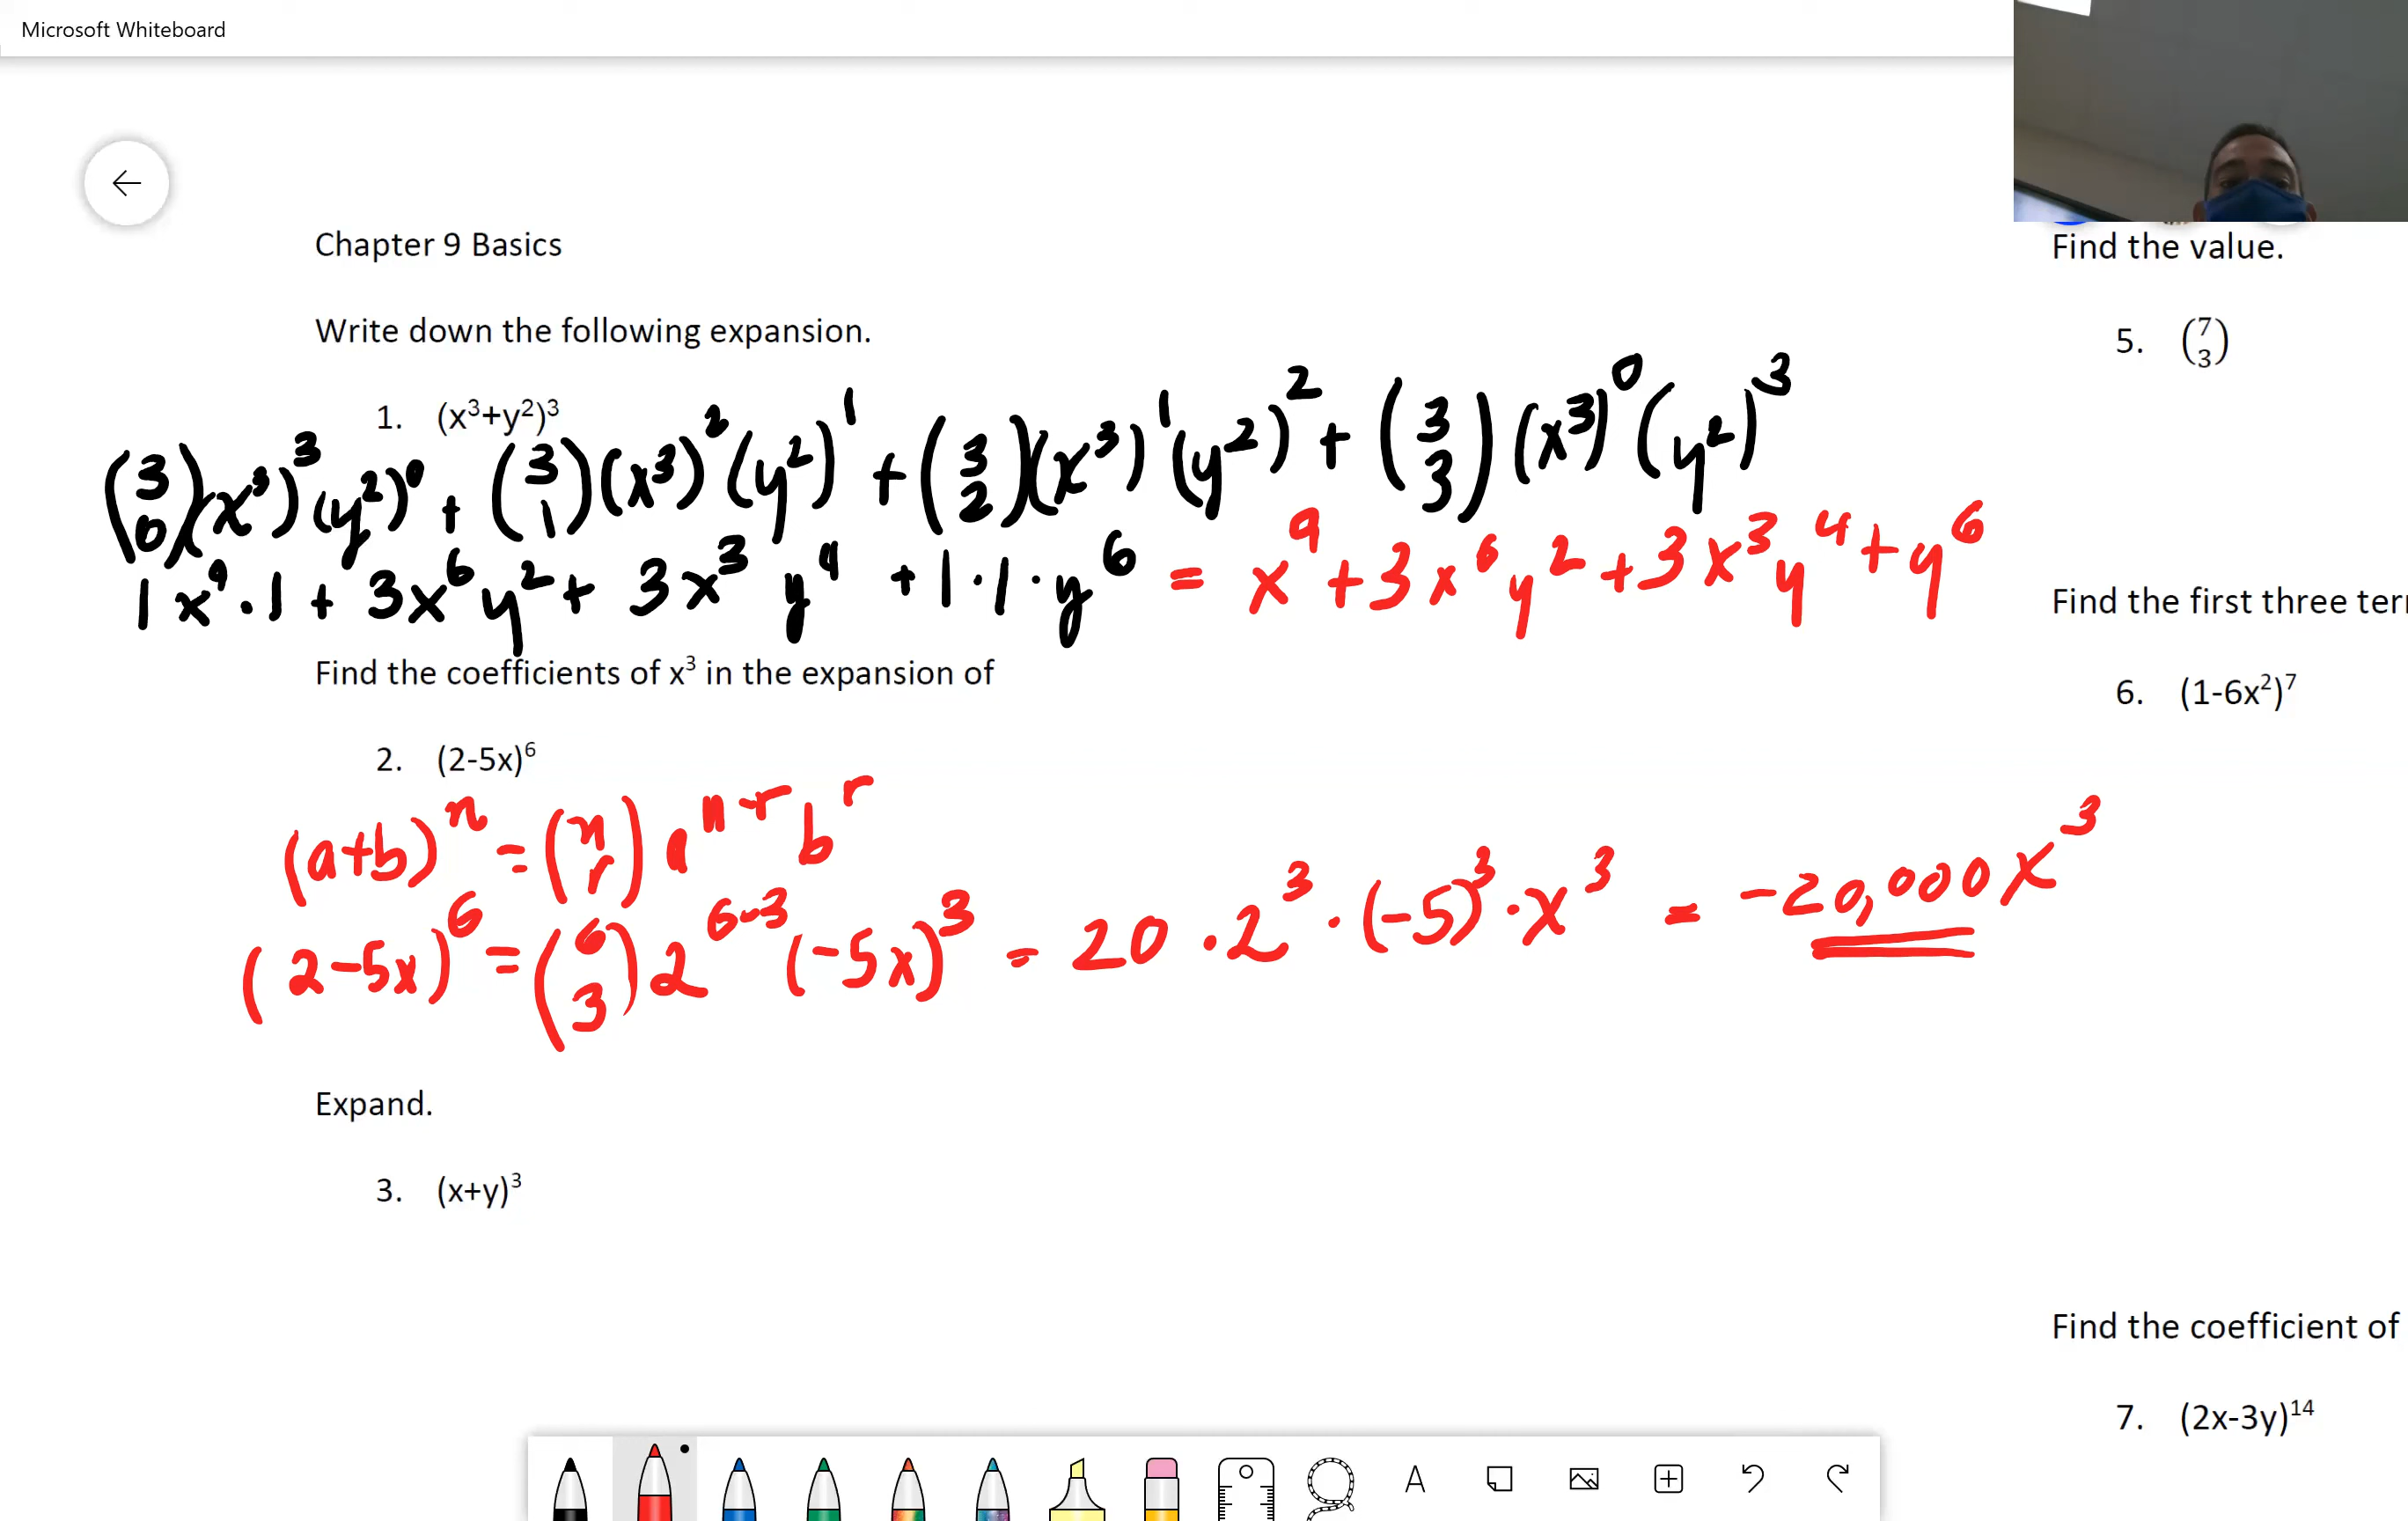 Microsoft Whiteboard
Chapter 9 Basics
Write down the following expansion.
1. (x³+y²)³
(3 0)(x³)³(y²)⁰ + (3 1)(x³)²(y²)¹ + (3 2)(x³)¹(y²)² + (3 3)(x³)⁰(y²)³
1x⁹·1 + 3x⁶y² + 3x³y⁴ + 1·1·y⁶ = x⁹+3x⁶y²+3x³y⁴+y⁶
Find the coefficients of x³ in the expansion of
2. (2-5x)⁶
(a+b)ⁿ = (n r) aⁿ⁻ʳ bʳ
(2-5x)⁶ = (6 3) 2⁶⁻³ (-5x)³ = 20·2³·(-5)³·x³ = -20,000x³
Expand.
3. (x+y)³
Find the value.
5. (7 3)
Find the first three ter
6. (1-6x²)⁷
Find the coefficient of
7. (2x-3y)¹⁴
A